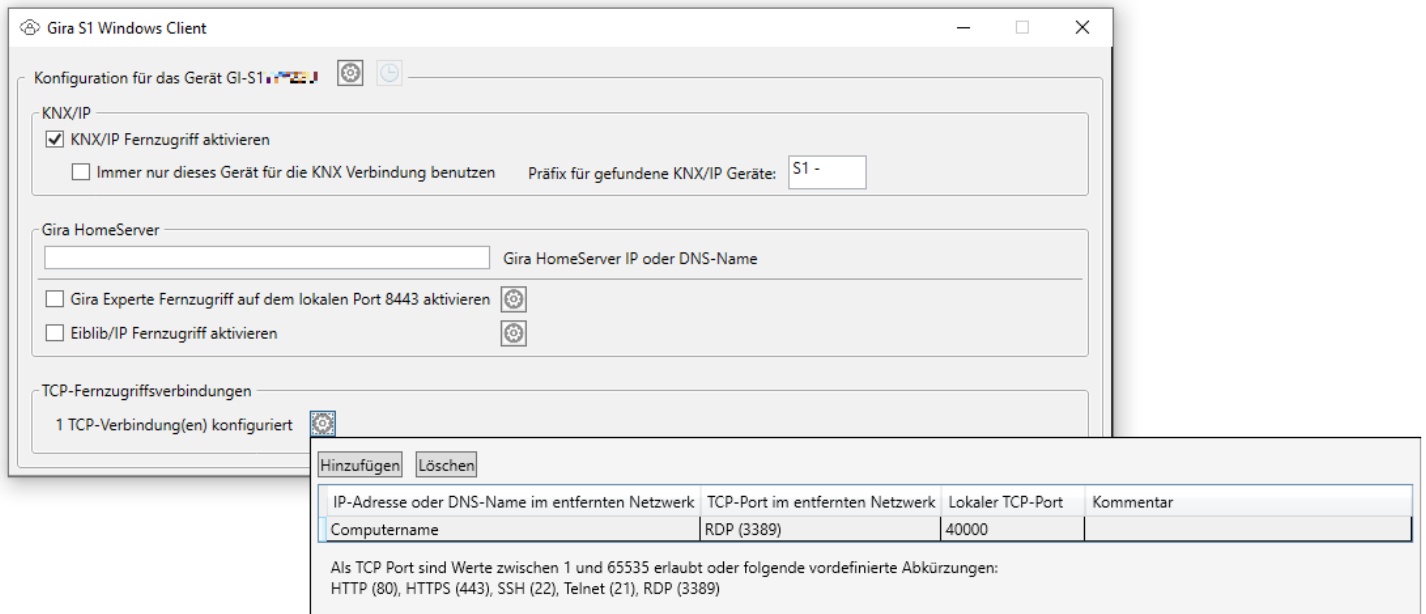 Gira S1 Windows Client
Konfiguration für das Gerät GI-S1
KNX/IP
KNX/IP Fernzugriff aktivieren
Immer nur dieses Gerät für die KNX Verbindung benutzen Präfix für gefundene KNX/IP Geräte: S1 -
Gira HomeServer
Gira HomeServer IP oder DNS-Name
Gira Experte Fernzugriff auf dem lokalen Port 8443 aktivieren
Eiblib/IP Fernzugriff aktivieren
TCP-Fernzugriffsverbindungen
1 TCP-Verbindung(en) konfiguriert
Hinzufügen Löschen
IP-Adresse oder DNS-Name im entfernten Netzwerk TCP-Port im entfernten Netzwerk Lokaler TCP-Port Kommentar
Computername RDP (3389) 40000
Als TCP Port sind Werte zwischen 1 und 65535 erlaubt oder folgende vordefinierte Abkürzungen:
HTTP (80), HTTPS (443), SSH (22), Telnet (21), RDP (3389)